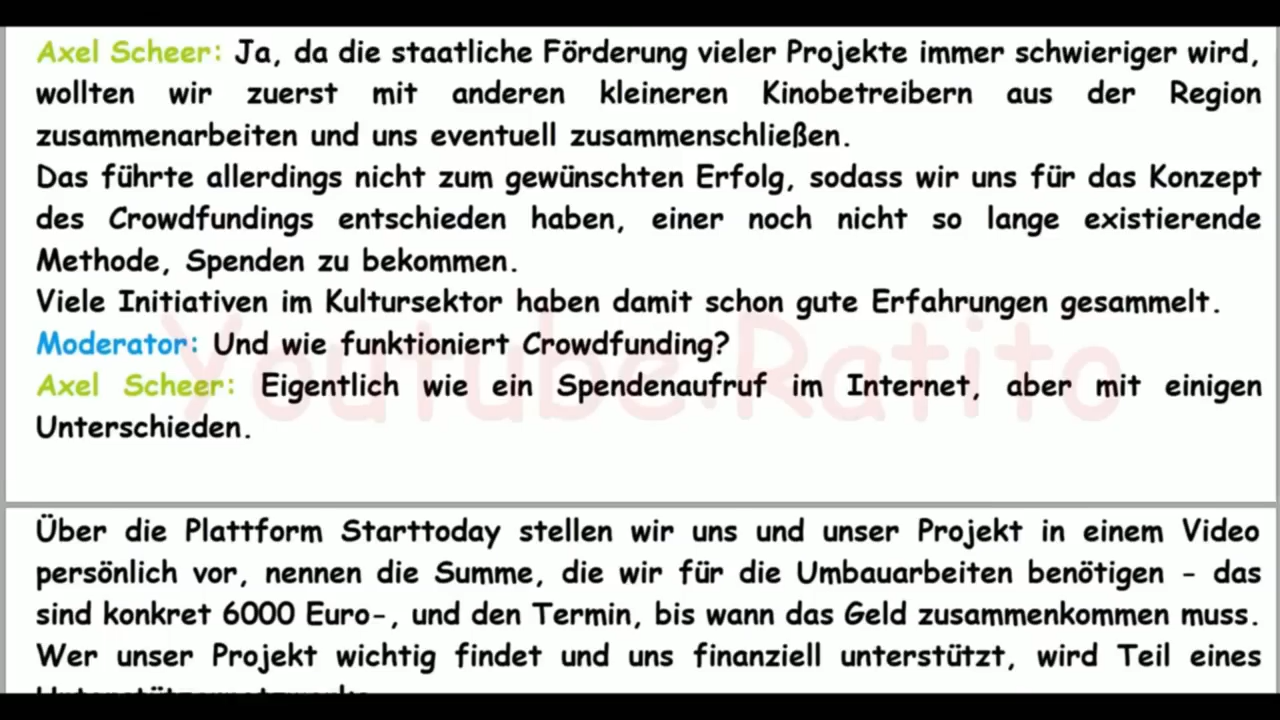 Axel Scheer: Ja, da die staatliche Förderung vieler Projekte immer schwieriger wird,
wollten wir zuerst mit anderen kleineren Kinobetreibern aus der Region
zusammenarbeiten und uns eventuell zusammenschließen.
Das führte allerdings nicht zum gewünschten Erfolg, sodass wir uns für das Konzept
des Crowdfundings entschieden haben, einer noch nicht so lange existierende
Methode, Spenden zu bekommen.
Viele Initiativen im Kultursektor haben damit schon gute Erfahrungen gesammelt.
Moderator: Und wie funktioniert Crowdfunding?
Youtube:Ratito
Axel Scheer: Eigentlich wie ein Spendenaufruf im Internet, aber mit einigen
Unterschieden.
Über die Plattform Starttoday stellen wir uns und unser Projekt in einem Video
persönlich vor, nennen die Summe, die wir für die Umbauarbeiten benötigen - das
sind konkret 6000 Euro-, und den Termin, bis wann das Geld zusammenkommen muss.
Wer unser Projekt wichtig findet und uns finanziell unterstützt, wird Teil eines